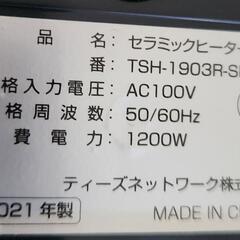 品 名：セラミックヒーター
番：TSH-1903R-S
格入力電圧：AC100V
格 周 波 数：50/60Hz
費 電 力：1200W
ティーズネットワーク株式
021年製
MADE IN C